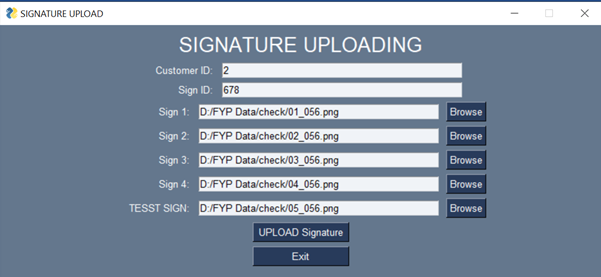 SIGNATURE UPLOAD
SIGNATURE UPLOADING
Customer ID: 2
Sign ID: 678
Sign 1: D:/FYP Data/check/01_056.png Browse
Sign 2: D:/FYP Data/check/02_056.png Browse
Sign 3: D:/FYP Data/check/03_056.png Browse
Sign 4: D:/FYP Data/check/04_056.png Browse
TESST SIGN: D:/FYP Data/check/05_056.png Browse
UPLOAD Signature
Exit